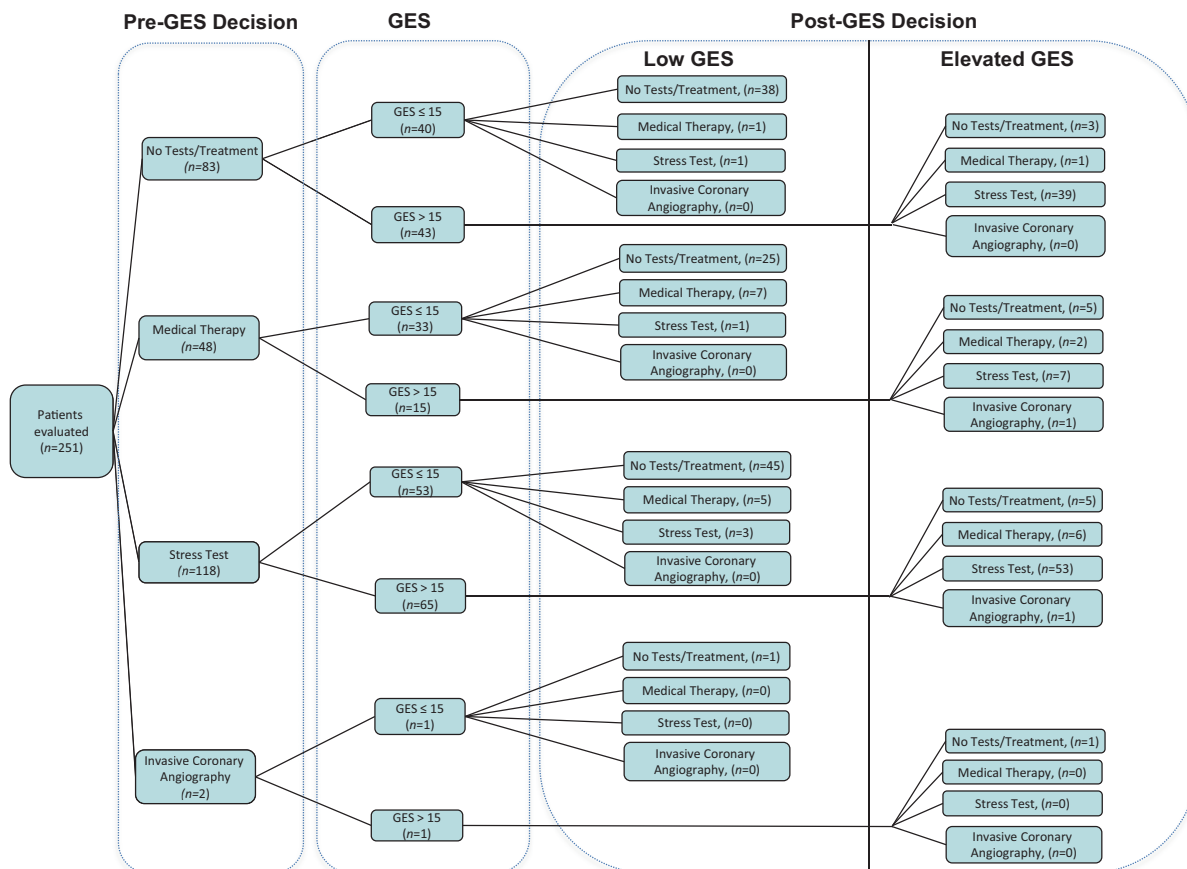 Pre-GES Decision
GES
Post-GES Decision
Low GES
Elevated GES
Patients
evaluated
(n=251)
No Tests/Treatment
(n=83)
GES ≤ 15
(n=40)
No Tests/Treatment, (n=38)
Medical Therapy, (n=1)
Stress Test, (n=1)
Invasive Coronary
Angiography, (n=0)
GES > 15
(n=43)
No Tests/Treatment, (n=3)
Medical Therapy, (n=1)
Stress Test, (n=39)
Invasive Coronary
Angiography, (n=0)
Medical Therapy
(n=48)
GES ≤ 15
(n=33)
No Tests/Treatment, (n=25)
Medical Therapy, (n=7)
Stress Test, (n=1)
Invasive Coronary
Angiography, (n=0)
GES > 15
(n=15)
No Tests/Treatment, (n=5)
Medical Therapy, (n=2)
Stress Test, (n=7)
Invasive Coronary
Angiography, (n=1)
Stress Test
(n=118)
GES ≤ 15
(n=53)
No Tests/Treatment, (n=45)
Medical Therapy, (n=5)
Stress Test, (n=3)
Invasive Coronary
Angiography, (n=0)
GES > 15
(n=65)
No Tests/Treatment, (n=5)
Medical Therapy, (n=6)
Stress Test, (n=53)
Invasive Coronary
Angiography, (n=1)
Invasive Coronary
Angiography
(n=2)
GES ≤ 15
(n=1)
No Tests/Treatment, (n=1)
Medical Therapy, (n=0)
Stress Test, (n=0)
Invasive Coronary
Angiography, (n=0)
GES > 15
(n=1)
No Tests/Treatment, (n=1)
Medical Therapy, (n=0)
Stress Test, (n=0)
Invasive Coronary
Angiography, (n=0)